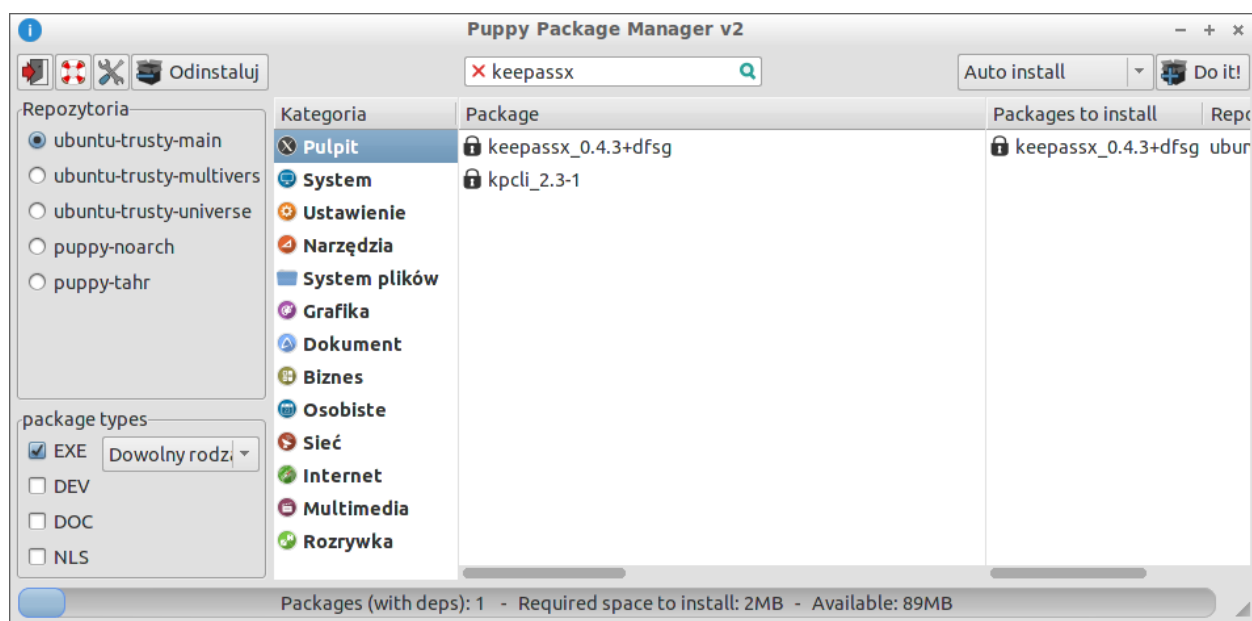 Puppy Package Manager v2
Odinstaluj
keepassx
Auto install
Do it!
Repozytoria
ubuntu-trusty-main
ubuntu-trusty-multivers
ubuntu-trusty-universe
puppy-noarch
puppy-tahr
package types
EXE
Dowolny rodz
DEV
DOC
NLS
Kategoria
Pulpit
System
Ustawienie
Narzędzia
System plików
Grafika
Dokument
Biznes
Osobiste
Sieć
Internet
Multimedia
Rozrywka
Package
keepassx_0.4.3+dfsg
kpcli_2.3-1
Packages to install
Repo
keepassx_0.4.3+dfsg
ubur
Packages (with deps): 1 - Required space to install: 2MB - Available: 89MB